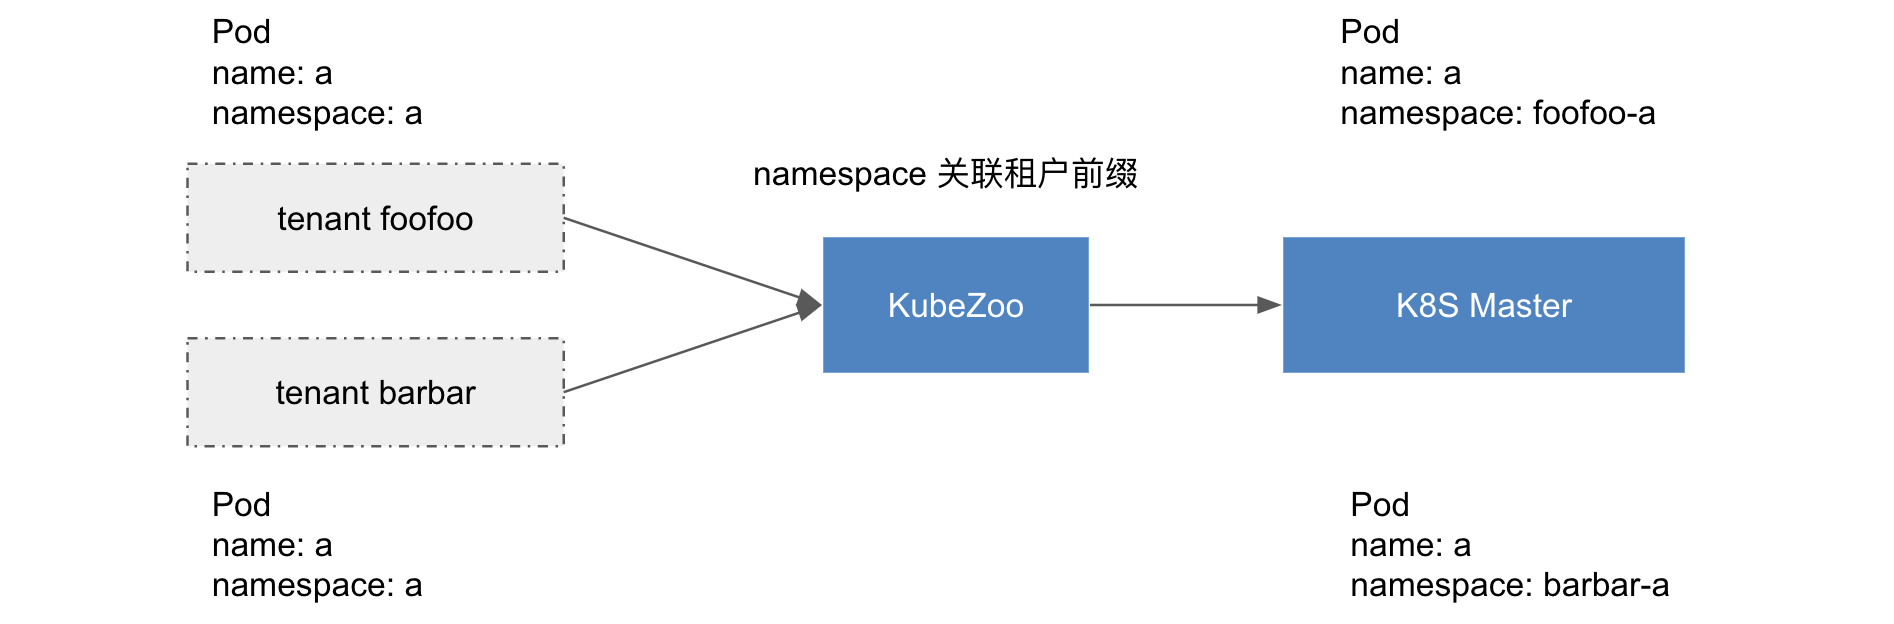 Pod
name: a
namespace: a
Pod
name: a
namespace: foofoo-a
namespace 关联租户前缀
tenant foofoo
KubeZoo
K8S Master
tenant barbar
Pod
name: a
namespace: a
Pod
name: a
namespace: barbar-a